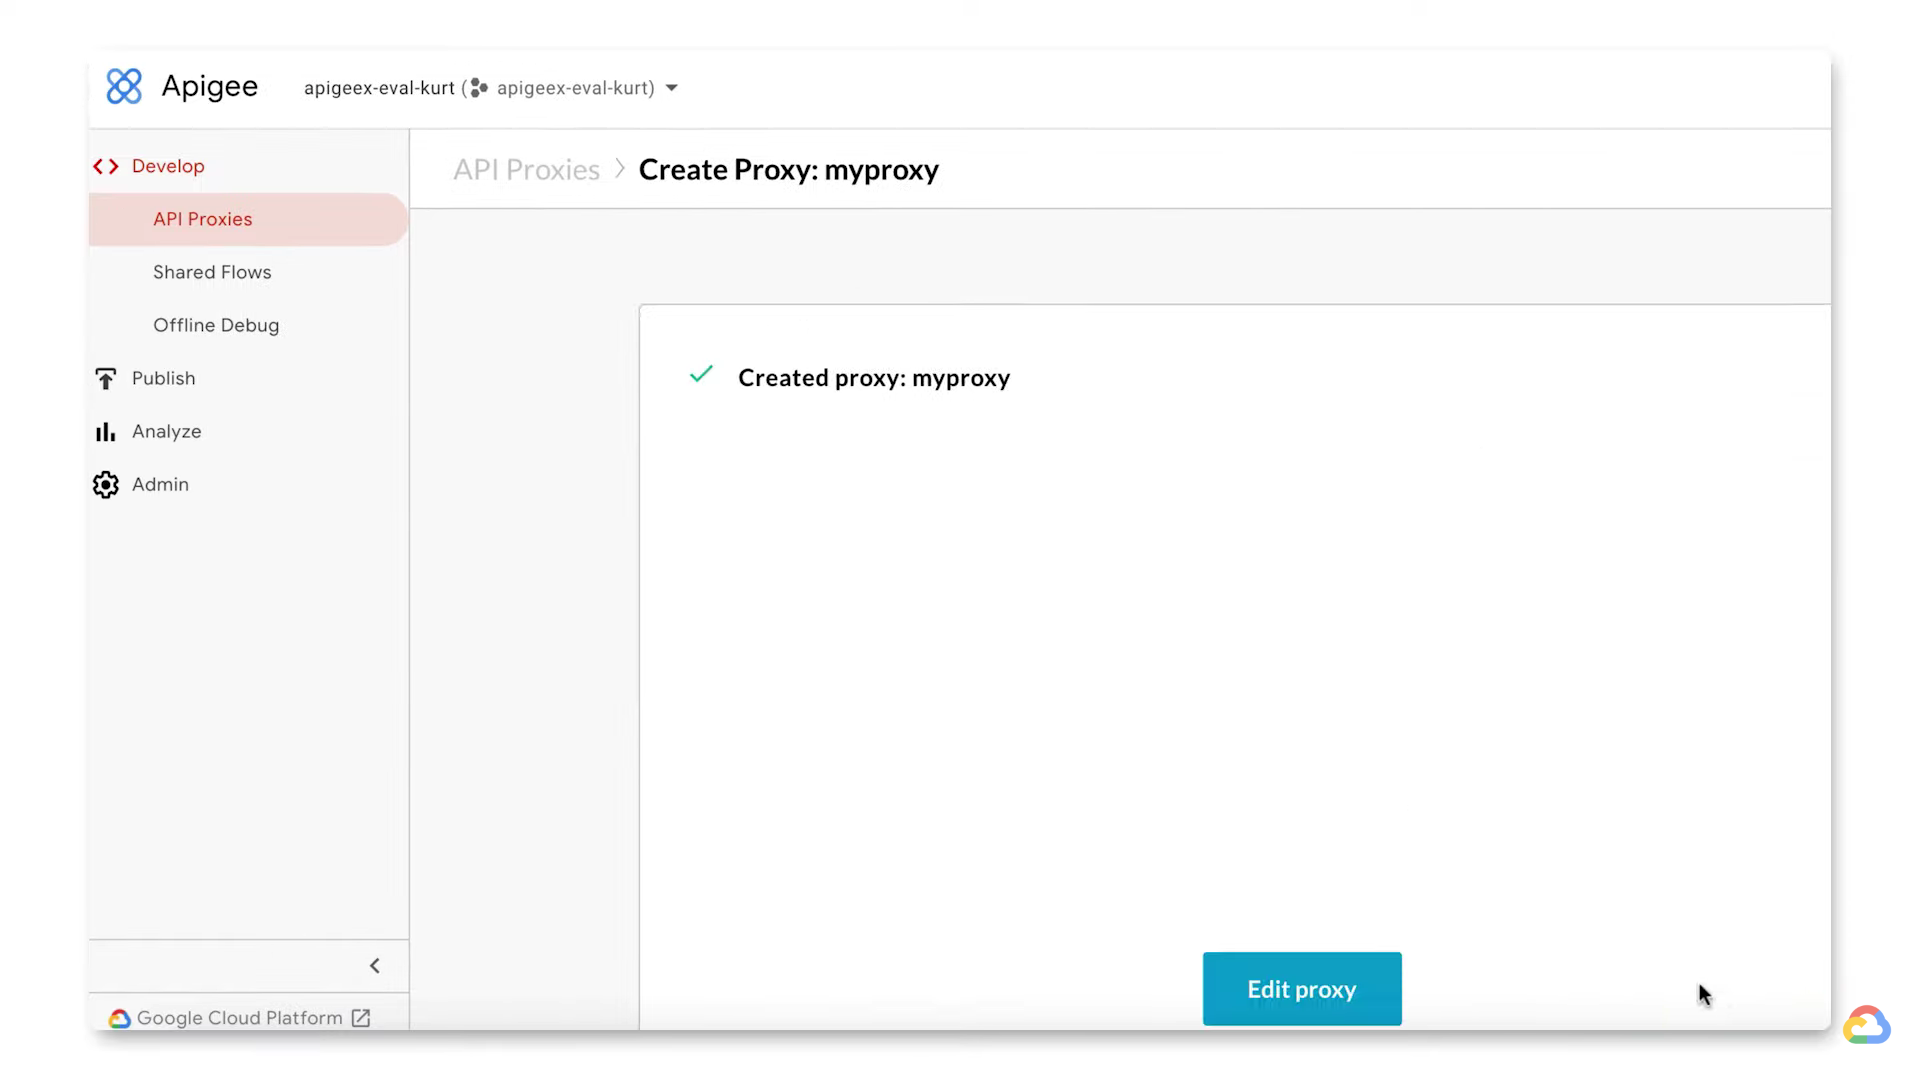 Apigee
apigeex-eval-kurt ( apigeex-eval-kurt)
Develop
API Proxies
Shared Flows
Offline Debug
Publish
Analyze
Admin
Google Cloud Platform
API Proxies > Create Proxy: myproxy
Created proxy: myproxy
Edit proxy